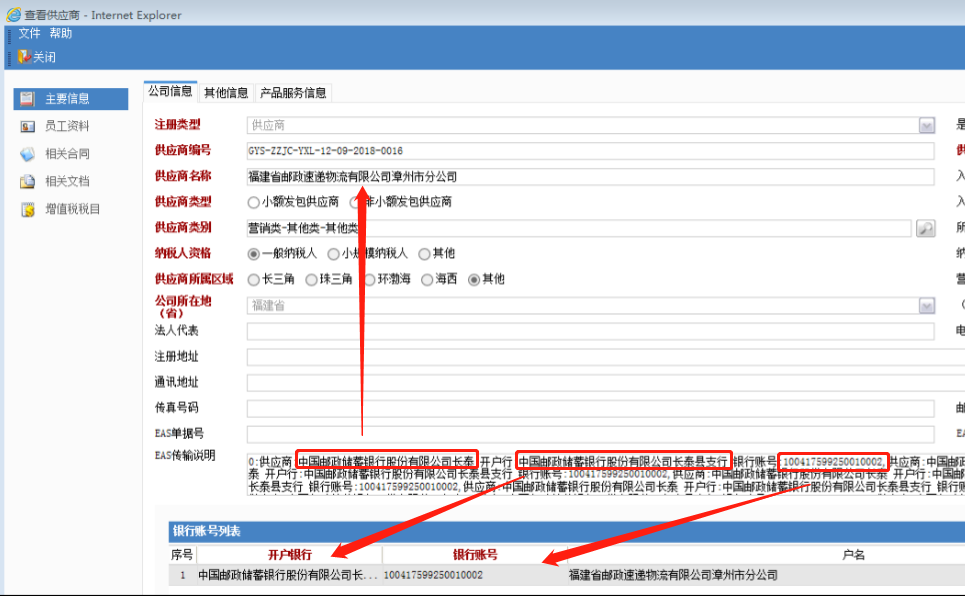 查看供应商 - Internet Explorer
文件 帮助
关闭
主要信息
员工资料
相关合同
相关文档
增值税税目
公司信息 其他信息 产品服务信息
注册类型 供应商
供应商编号 GYS-ZZJC-YXL-12-09-2018-0016
供应商名称 福建省邮政速递物流有限公司漳州市分公司
供应商类型 小额发包供应商 非小额发包供应商
供应商类别 营销类-其他类-其他类
纳税人资格 一般纳税人 小规模纳税人 其他
供应商所属区域 长三角 珠三角 环渤海 海西 其他
公司所在地（省） 福建省
法人代表
注册地址
通讯地址
传真号码
EAS单据号
EAS传输说明
0:供应商 中国邮政储蓄银行股份有限公司长泰 开户行 中国邮政储蓄银行股份有限公司长泰县支行 银行账号:100417599250010002,供应商:中国邮政
泰 开户行:中国邮政储蓄银行股份有限公司长泰县支行 银行账号:100417599250010002,供应商:中国邮政储蓄银行股份有限公司长泰 开户行:中国邮
长泰县支行 银行账号:100417599250010002,供应商:中国邮政储蓄银行股份有限公司长泰 开户行:中国邮政储蓄银行股份有限公司长泰县支行 银行
银行账号列表
序号 开户银行 银行账号 户名
1 中国邮政储蓄银行股份有限公司长... 100417599250010002 福建省邮政速递物流有限公司漳州市分公司